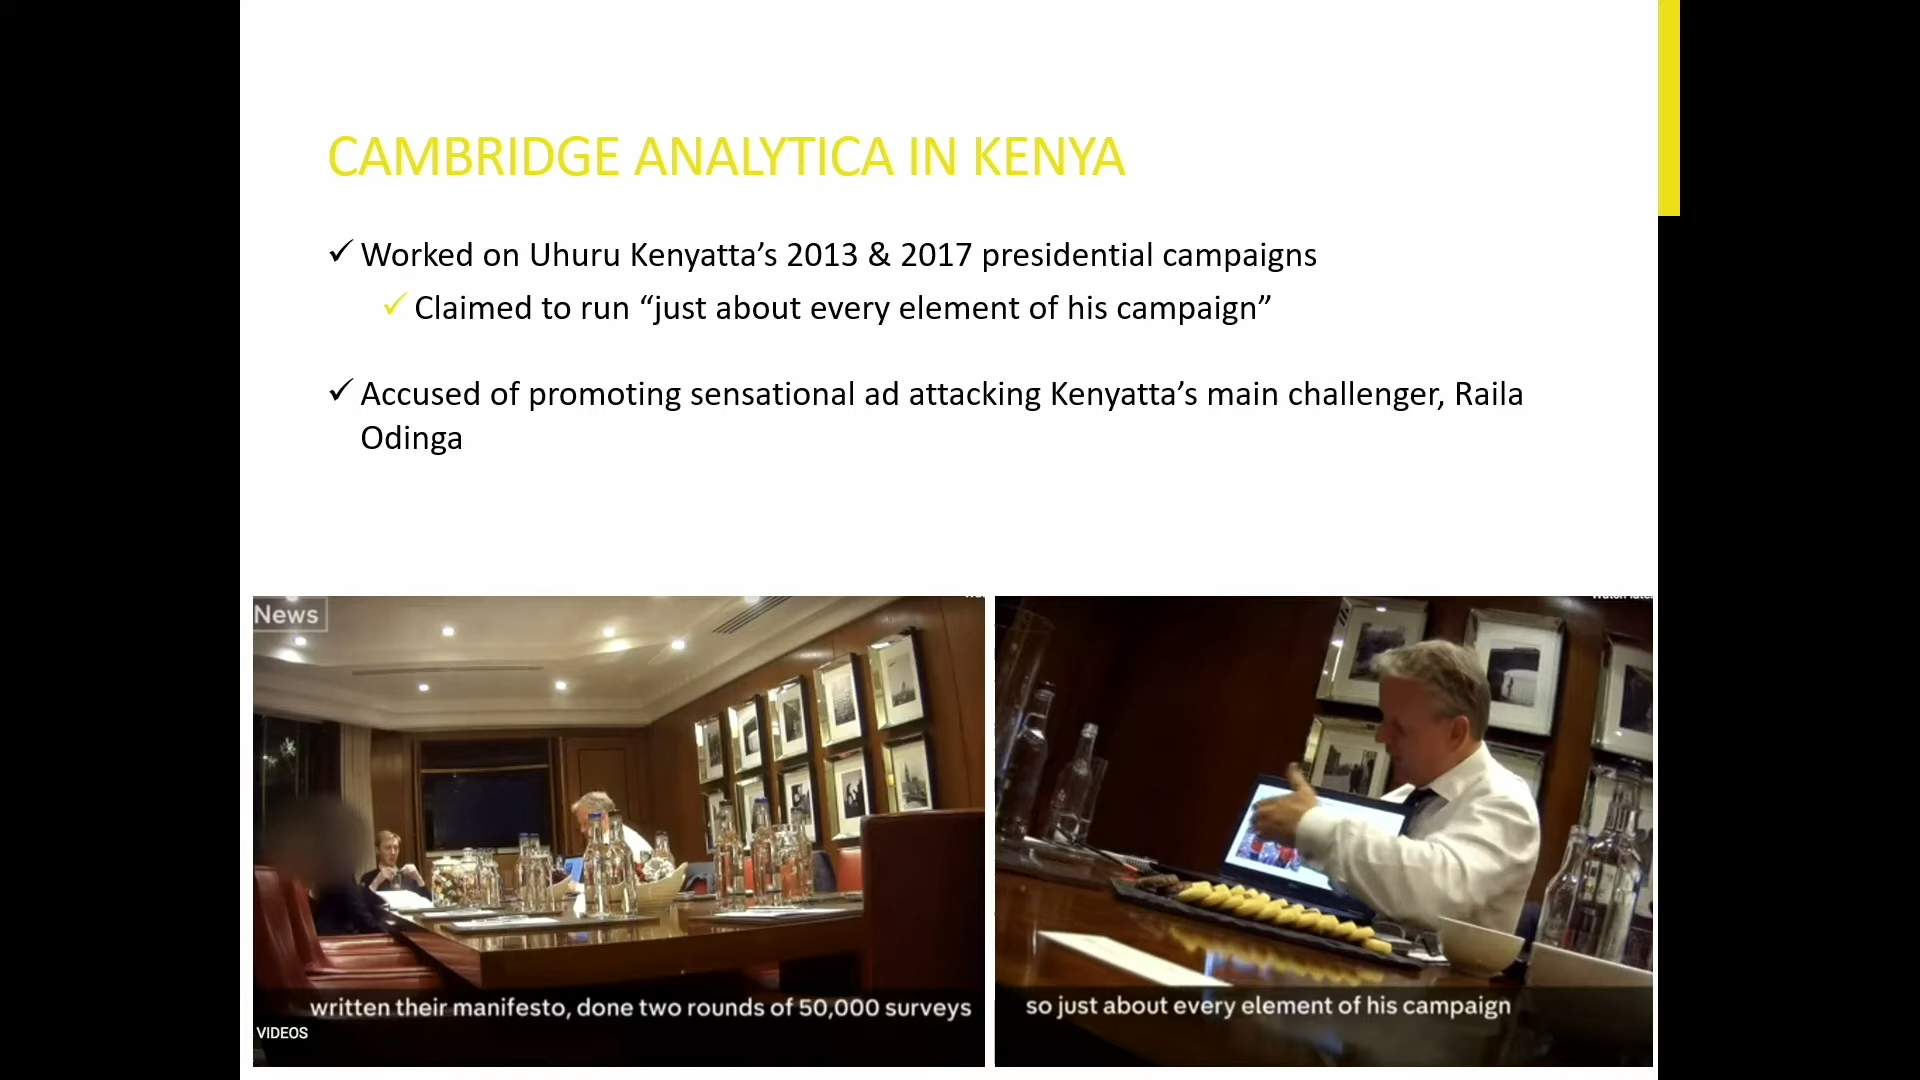 CAMBRIDGE ANALYTICA IN KENYA
✓ Worked on Uhuru Kenyatta’s 2013 & 2017 presidential campaigns
✓ Claimed to run “just about every element of his campaign”
✓ Accused of promoting sensational ad attacking Kenyatta’s main challenger, Raila
Odinga
News
written their manifesto, done two rounds of 50,000 surveys
VIDEOS
so just about every element of his campaign